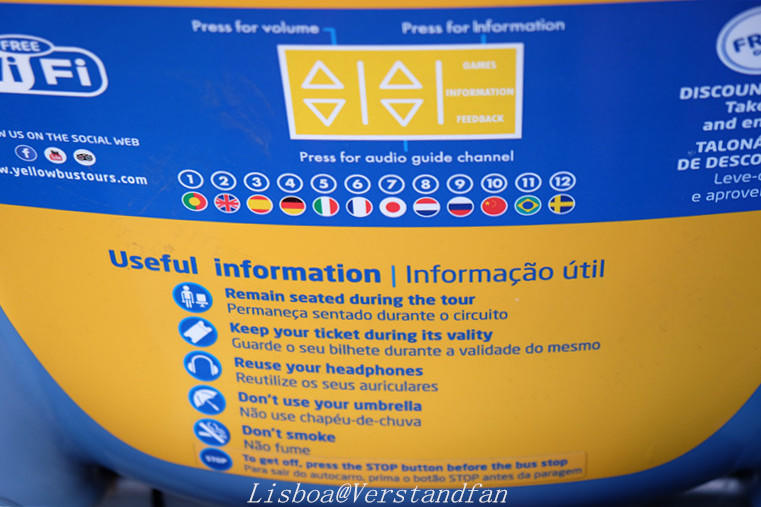 Press for volume
Press for Information
FREE
WiFi
GAMES
INFORMATION
FEEDBACK
FREE
DISCOUN
Take
and en
TALONÁ
DE DESCO
Leve-
e aprove
W US ON THE SOCIAL WEB
w.yellowbustours.com
Press for audio guide channel
1 2 3 4 5 6 7 8 9 10 11 12
Useful information | Informação útil
Remain seated during the tour
Permaneça sentado durante o circuito
Keep your ticket during its vality
Guarde o seu bilhete durante a validade do mesmo
Reuse your headphones
Reutilize os seus auriculares
Don't use your umbrella
Não use chapéu-de-chuva
Don't smoke
Não fume
STOP
To get off, press the STOP button before the bus stop
Para sair do autocarro, prima o botão STOP antes da paragem
Lisboa@Verstandfan